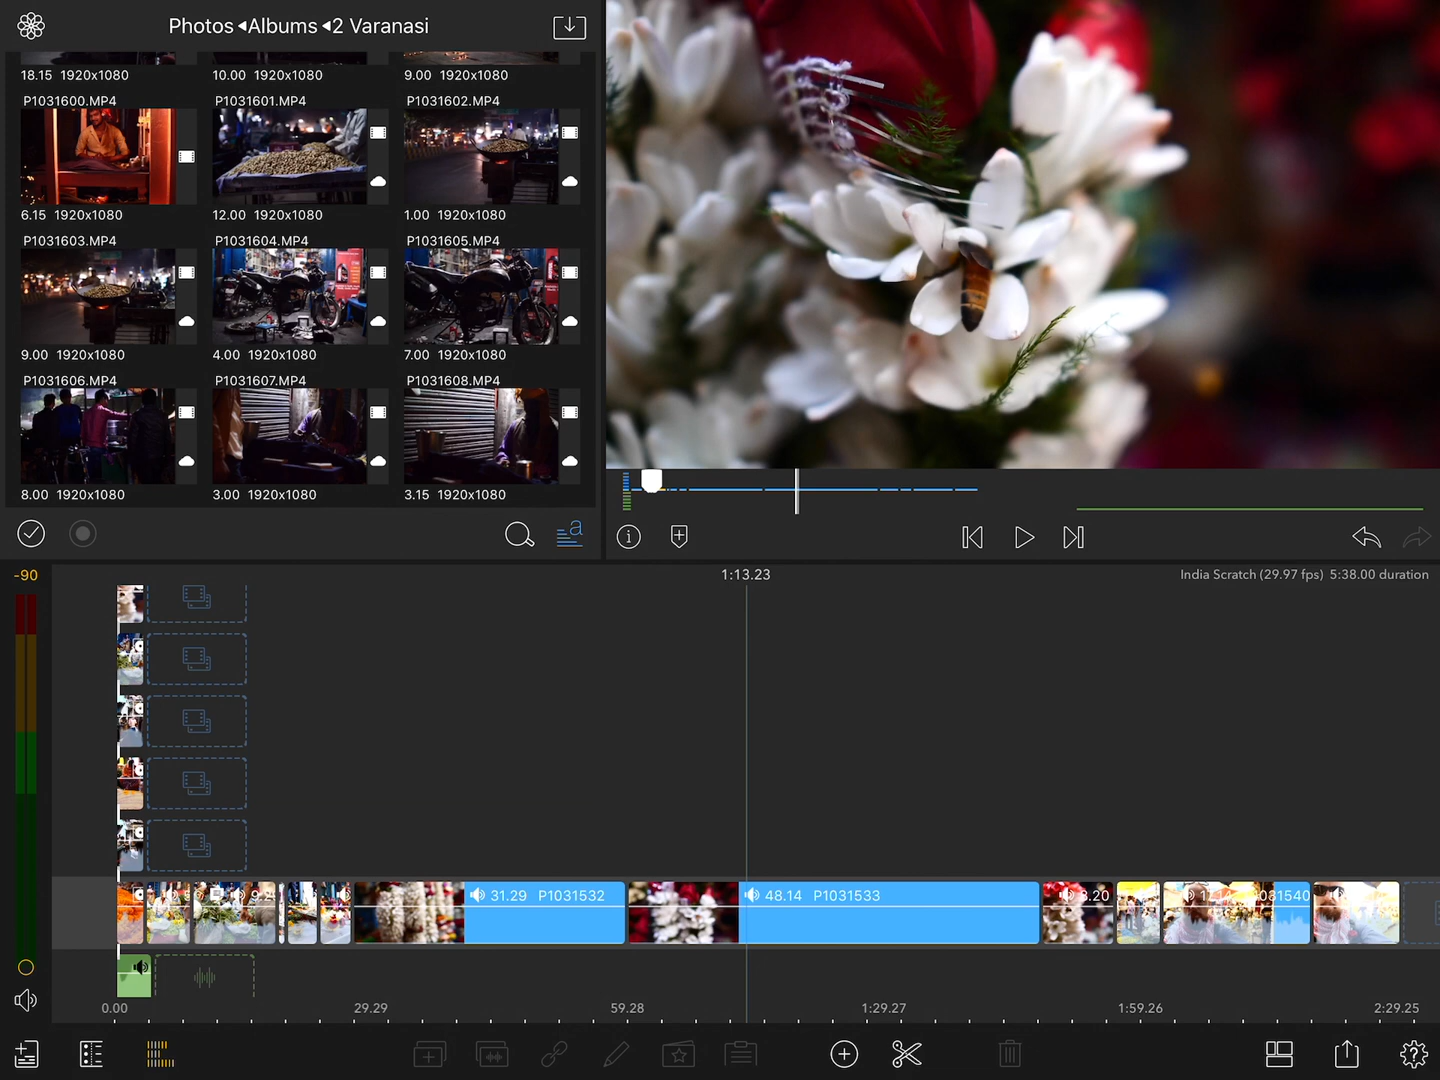 Photos ◂Albums ◂2 Varanasi
18.15 1920x1080
10.00 1920x1080
9.00 1920x1080
P1031600.MP4
P1031601.MP4
P1031602.MP4
6.15 1920x1080
12.00 1920x1080
1.00 1920x1080
P1031603.MP4
P1031604.MP4
P1031605.MP4
9.00 1920x1080
4.00 1920x1080
7.00 1920x1080
P1031606.MP4
P1031607.MP4
P1031608.MP4
8.00 1920x1080
3.00 1920x1080
3.15 1920x1080
-90
1:13.23
India Scratch (29.97 fps) 5:38.00 duration
31.29 P1031532
48.14 P1031533
0.00
29.29
59.28
1:29.27
1:59.26
2:29.25